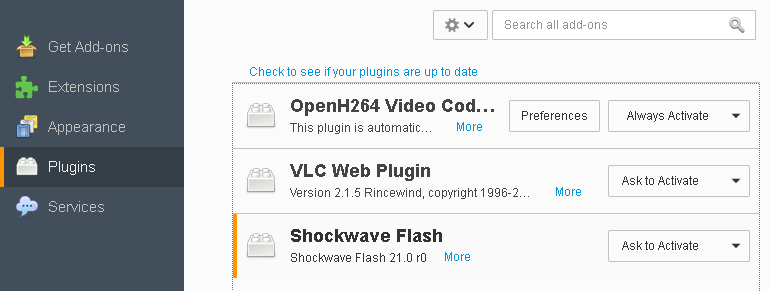 Search all add-ons
Get Add-ons
Check to see if your plugins are up to date
Extensions
OpenH264 Video Cod...
This plugin is automatic... More
Preferences
Always Activate
Appearance
Plugins
VLC Web Plugin
Version 2.1.5 Rincewind, copyright 1996-2... More
Ask to Activate
Services
Shockwave Flash
Shockwave Flash 21.0 r0 More
Ask to Activate